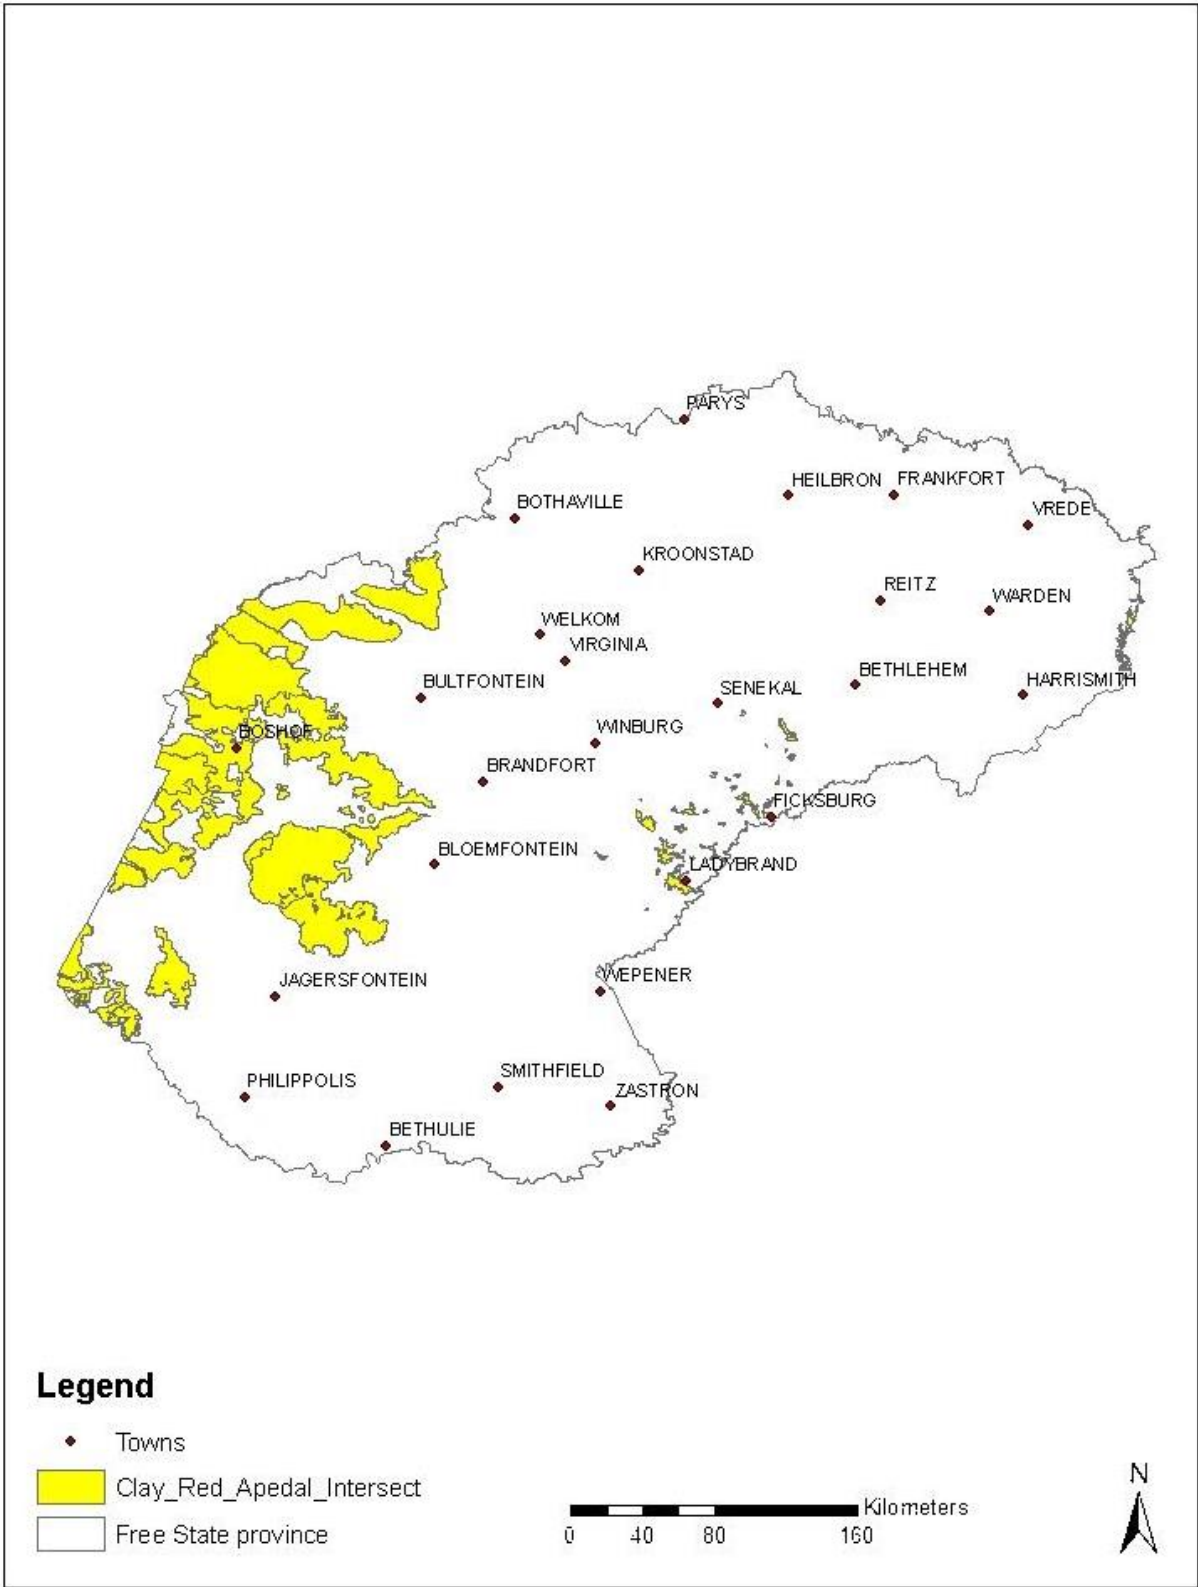 PARYS
HEILBRON
FRANKFORT
VREDE
BOTHAVILLE
KROONSTAD
REITZ
WARDEN
WELKOM
VIRGINIA
BETHLEHEM
HARRISMITH
BULTFONTEIN
SENEKAL
WINBURG
BOSHOF
BRANDFORT
FICKSBURG
BLOEMFONTEIN
LADYBRAND
JAGERSFONTEIN
WEPENER
PHILIPPOLIS
SMITHFIELD
ZASTRON
BETHULIE
Legend
Towns
Clay_Red_Apedal_Intersect
Free State province
Kilometers
0 40 80 160
N